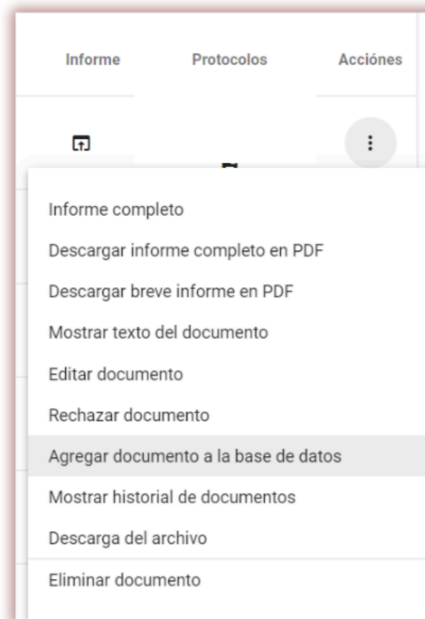 Informe Protocolos Acciónes
Informe completo
Descargar informe completo en PDF
Descargar breve informe en PDF
Mostrar texto del documento
Editar documento
Rechazar documento
Agregar documento a la base de datos
Mostrar historial de documentos
Descarga del archivo
Eliminar documento